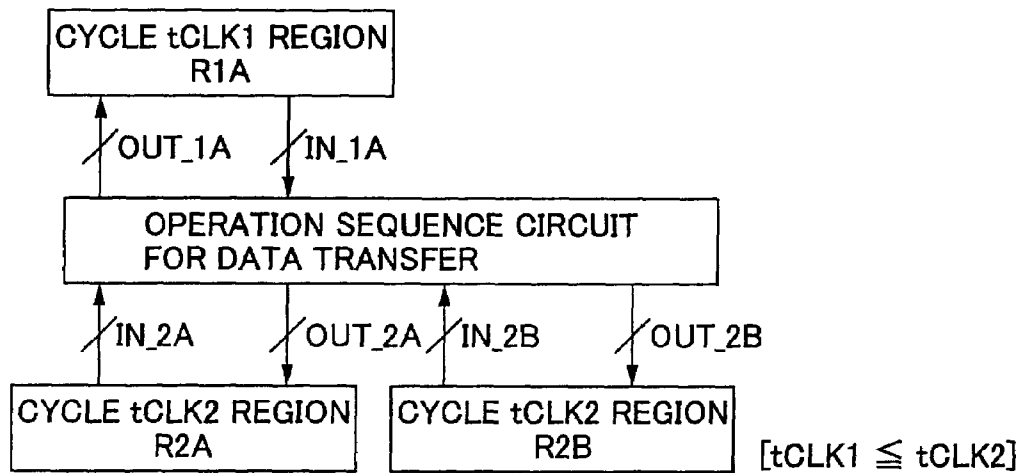 CYCLE tCLK1 REGION
R1A
OUT_1A
IN_1A
OPERATION SEQUENCE CIRCUIT
FOR DATA TRANSFER
IN_2A
OUT_2A
IN_2B
OUT_2B
CYCLE tCLK2 REGION
R2A
CYCLE tCLK2 REGION
R2B
[tCLK1 ≦ tCLK2]